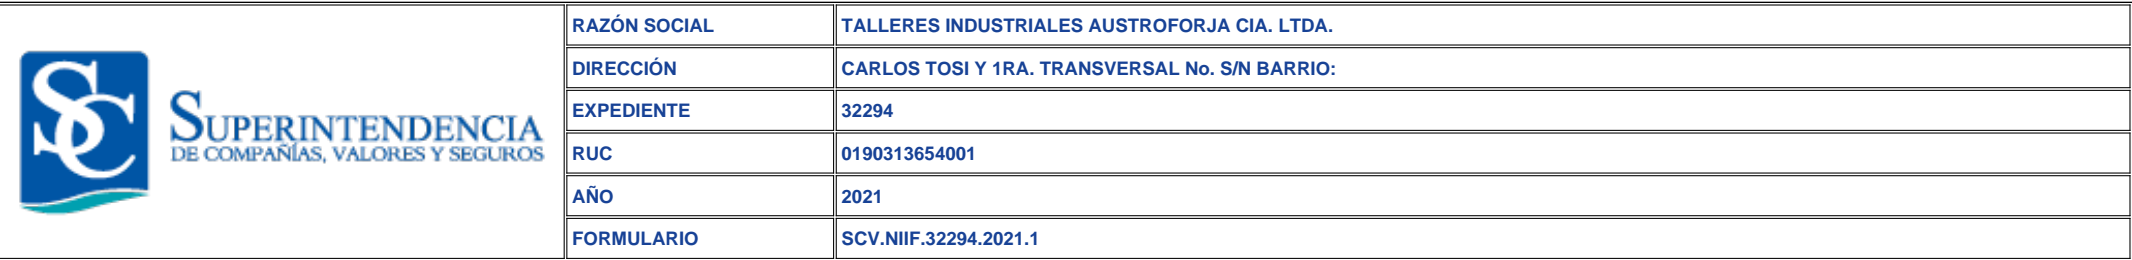 SC
SUPERINTENDENCIA
DE COMPAÑÍAS, VALORES Y SEGUROS
RAZÓN SOCIAL TALLERES INDUSTRIALES AUSTROFORJA CIA. LTDA.
DIRECCIÓN CARLOS TOSI Y 1RA. TRANSVERSAL No. S/N BARRIO:
EXPEDIENTE 32294
RUC 0190313654001
AÑO 2021
FORMULARIO SCV.NIIF.32294.2021.1